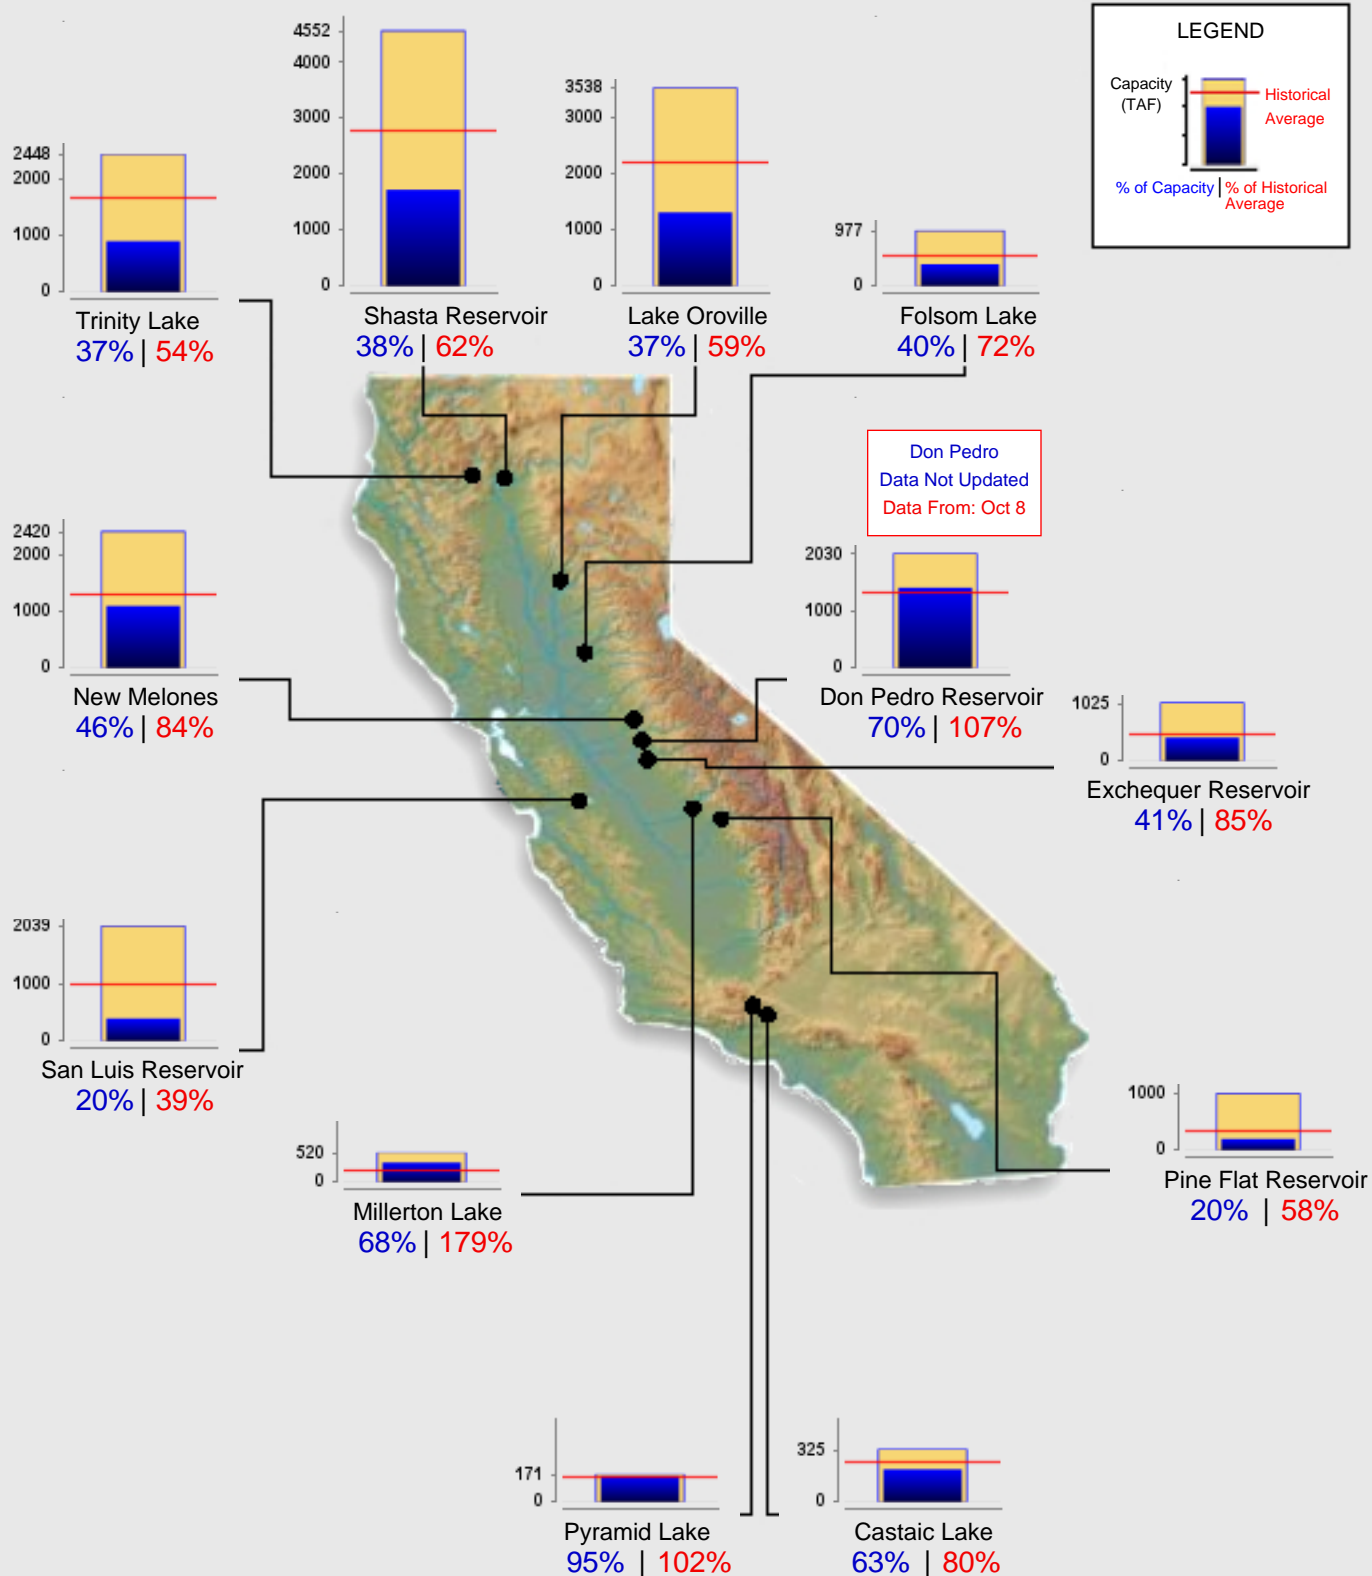 LEGEND
Capacity
(TAF)
Historical
Average
% of Capacity | % of Historical
Average
4552
4000
3000
2000
1000
0
Shasta Reservoir
38% | 62%
3538
3000
2000
1000
0
Lake Oroville
37% | 59%
2448
2000
1000
0
Trinity Lake
37% | 54%
977
0
Folsom Lake
40% | 72%
Don Pedro
Data Not Updated
Data From: Oct 8
2420
2000
1000
0
New Melones
46% | 84%
2030
1000
0
Don Pedro Reservoir
70% | 107%
1025
0
Exchequer Reservoir
41% | 85%
2039
1000
0
San Luis Reservoir
20% | 39%
520
0
Millerton Lake
68% | 179%
1000
0
Pine Flat Reservoir
20% | 58%
171
0
Pyramid Lake
95% | 102%
325
0
Castaic Lake
63% | 80%